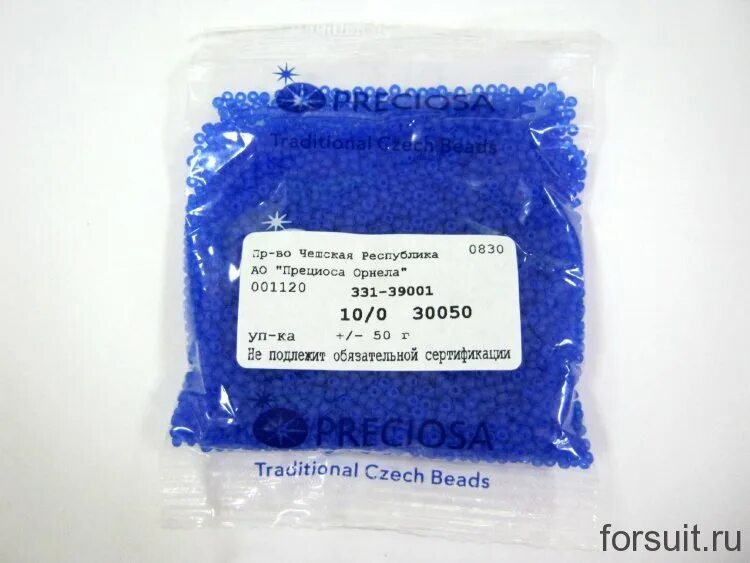 PRECIOSA
Traditional Czech Beads
Пр-во Чешская Республика 0830
АО "Прециоса Орнела"
001120 331-39001
10/0 30050
уп-ка +/- 50 г
Не подлежит обязательной сертификации
PRECIOSA
Traditional Czech Beads
forsuit.ru